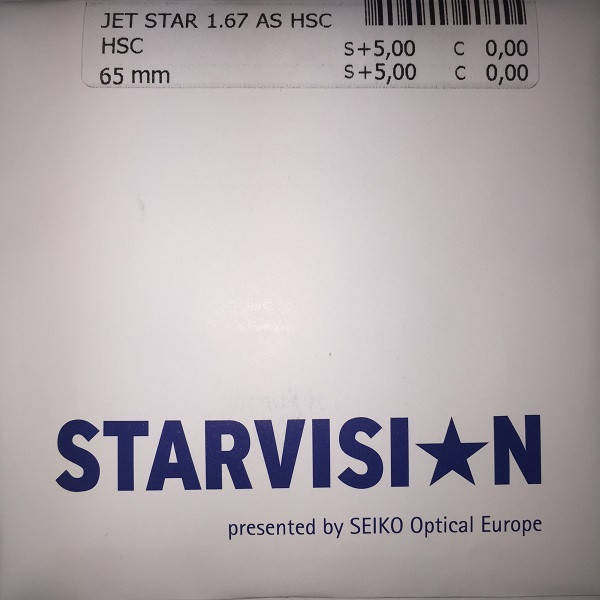 JET STAR 1.67 AS HSC
HSC S+5,00 C 0,00
65 mm S+5,00 C 0,00
STARVISI★N
presented by SEIKO Optical Europe